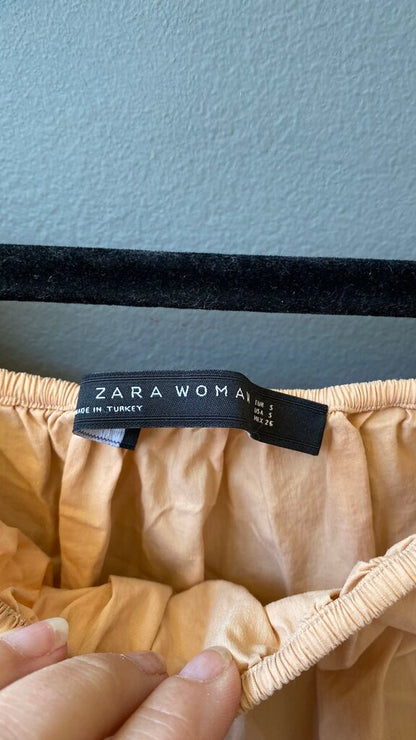 ZARA WOMAN
MADE IN TURKEY
EUR S
USA S
MEX 26